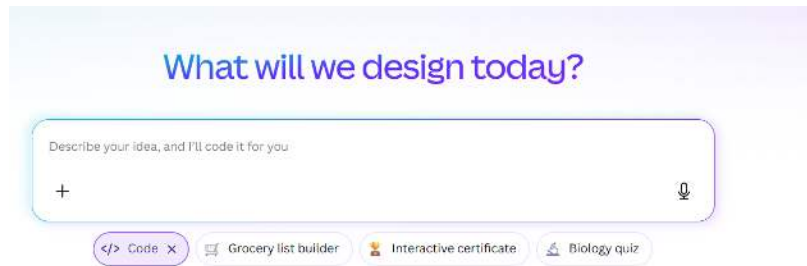 What will we design today?
Describe your idea, and I'll code it for you
</> Code × Grocery list builder Interactive certificate Biology quiz